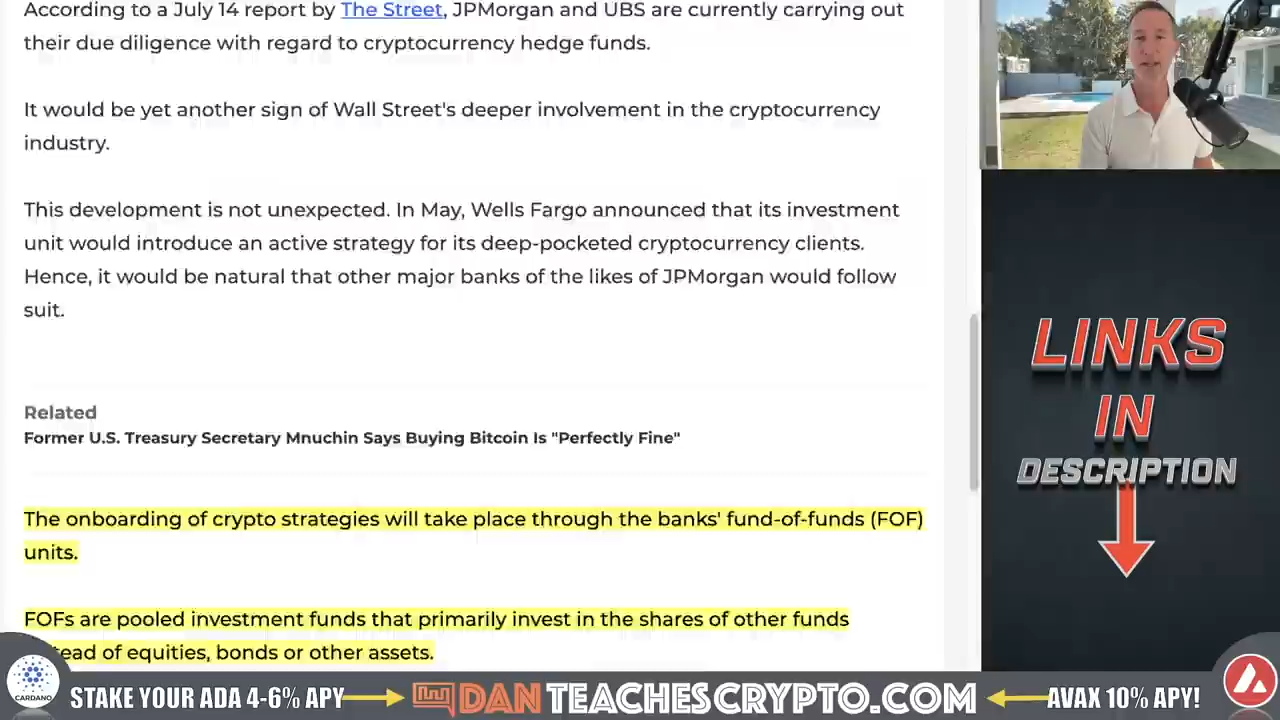 According to a July 14 report by The Street, JPMorgan and UBS are currently carrying out
their due diligence with regard to cryptocurrency hedge funds.
It would be yet another sign of Wall Street's deeper involvement in the cryptocurrency
industry.
This development is not unexpected. In May, Wells Fargo announced that its investment
unit would introduce an active strategy for its deep-pocketed cryptocurrency clients.
Hence, it would be natural that other major banks of the likes of JPMorgan would follow
suit.
Related
Former U.S. Treasury Secretary Mnuchin Says Buying Bitcoin Is "Perfectly Fine"
The onboarding of crypto strategies will take place through the banks' fund-of-funds (FOF)
units.
FOFs are pooled investment funds that primarily invest in the shares of other funds
tead of equities, bonds or other assets.
LINKS
IN
DESCRIPTION
CARDANO
STAKE YOUR ADA 4-6% APY
DAN TEACHESCRYPTO.COM
AVAX 10% APY!